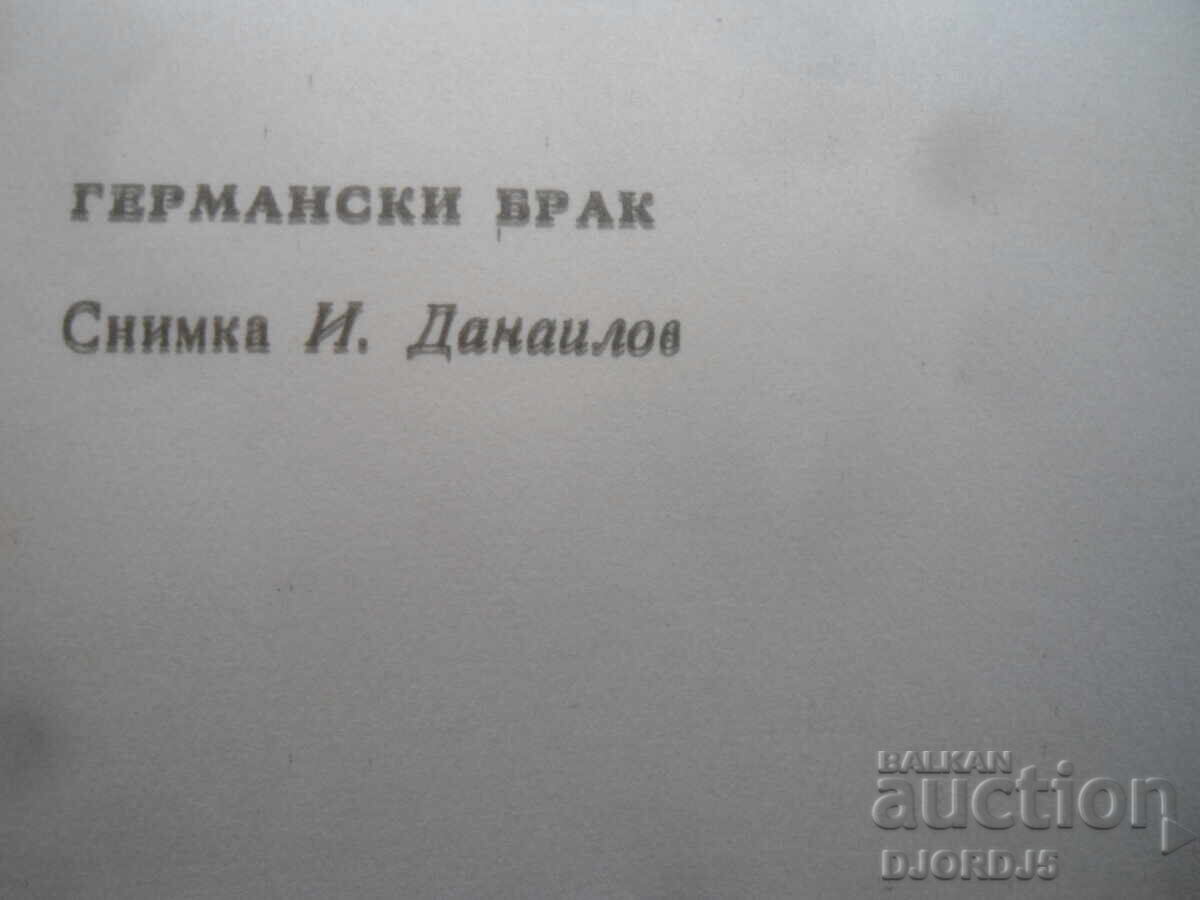 ГЕРМАНСКИ БРАК
Снимка И. Данаилов
BALKAN
auction
DJORDJ5